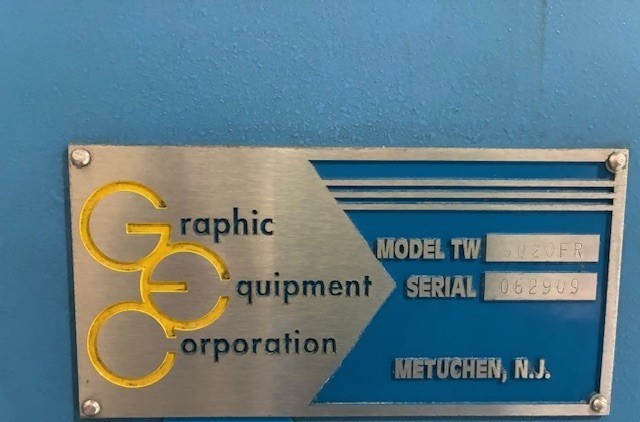 Graphic
Equipment
Corporation
MODEL TW
SERIAL 062909
METUCHEN, N.J.